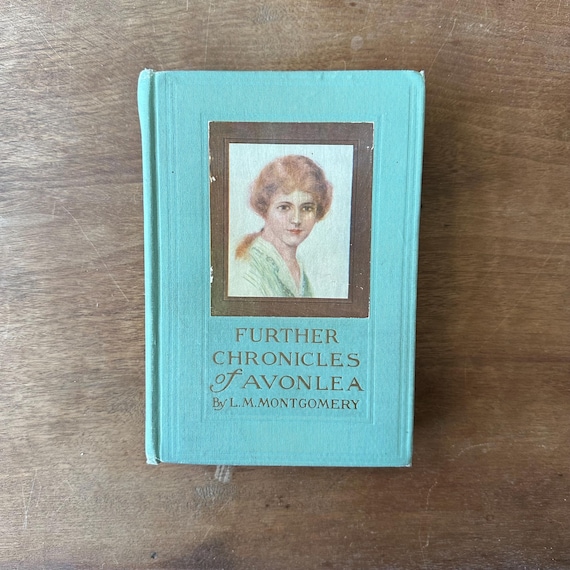 FURTHER
CHRONICLES
of AVONLEA
By L.M. MONTGOMERY